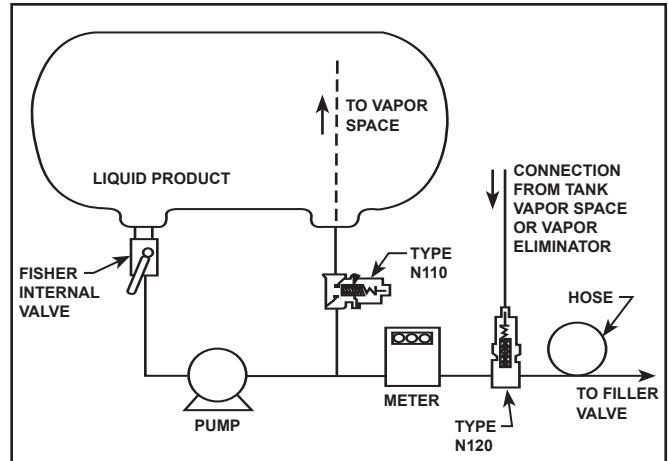 TO VAPOR
SPACE
LIQUID PRODUCT
CONNECTION
FROM TANK
VAPOR SPACE
OR VAPOR
ELIMINATOR
TYPE
N110
FISHER
INTERNAL
VALVE
HOSE
PUMP
METER
TYPE
N120
TO FILLER
VALVE